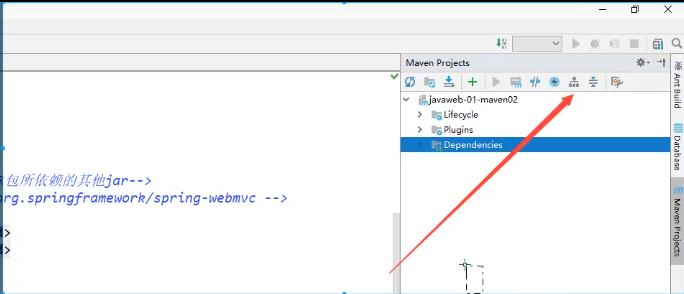 Maven Projects
javaweb-01-maven02
Lifecycle
Plugins
Dependencies
包所依赖的其他jar-->
org.springframework/spring-webmvc -->
d>
d>
Ant Build
Database
Maven Projects